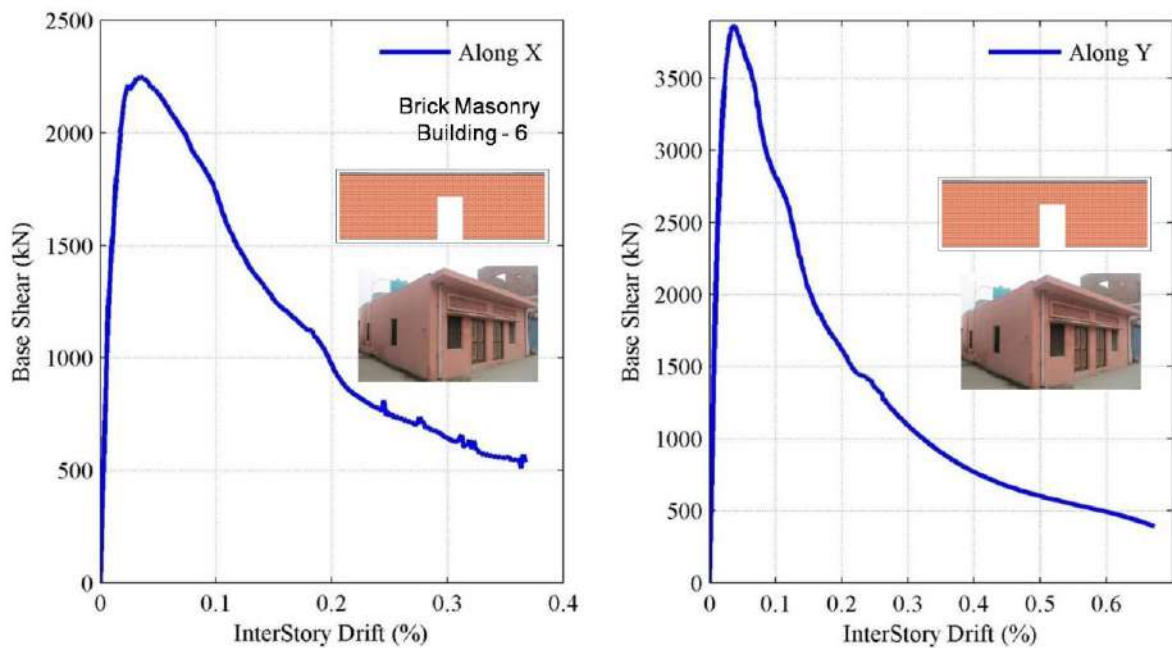 2500
2000
1500
1000
500
0
Base Shear (kN)
Along X
Brick Masonry
Building - 6
0 0.1 0.2 0.3 0.4
InterStory Drift (%)
3500
3000
2500
2000
1500
1000
500
0
Base Shear (kN)
Along Y
0 0.1 0.2 0.3 0.4 0.5 0.6
InterStory Drift (%)